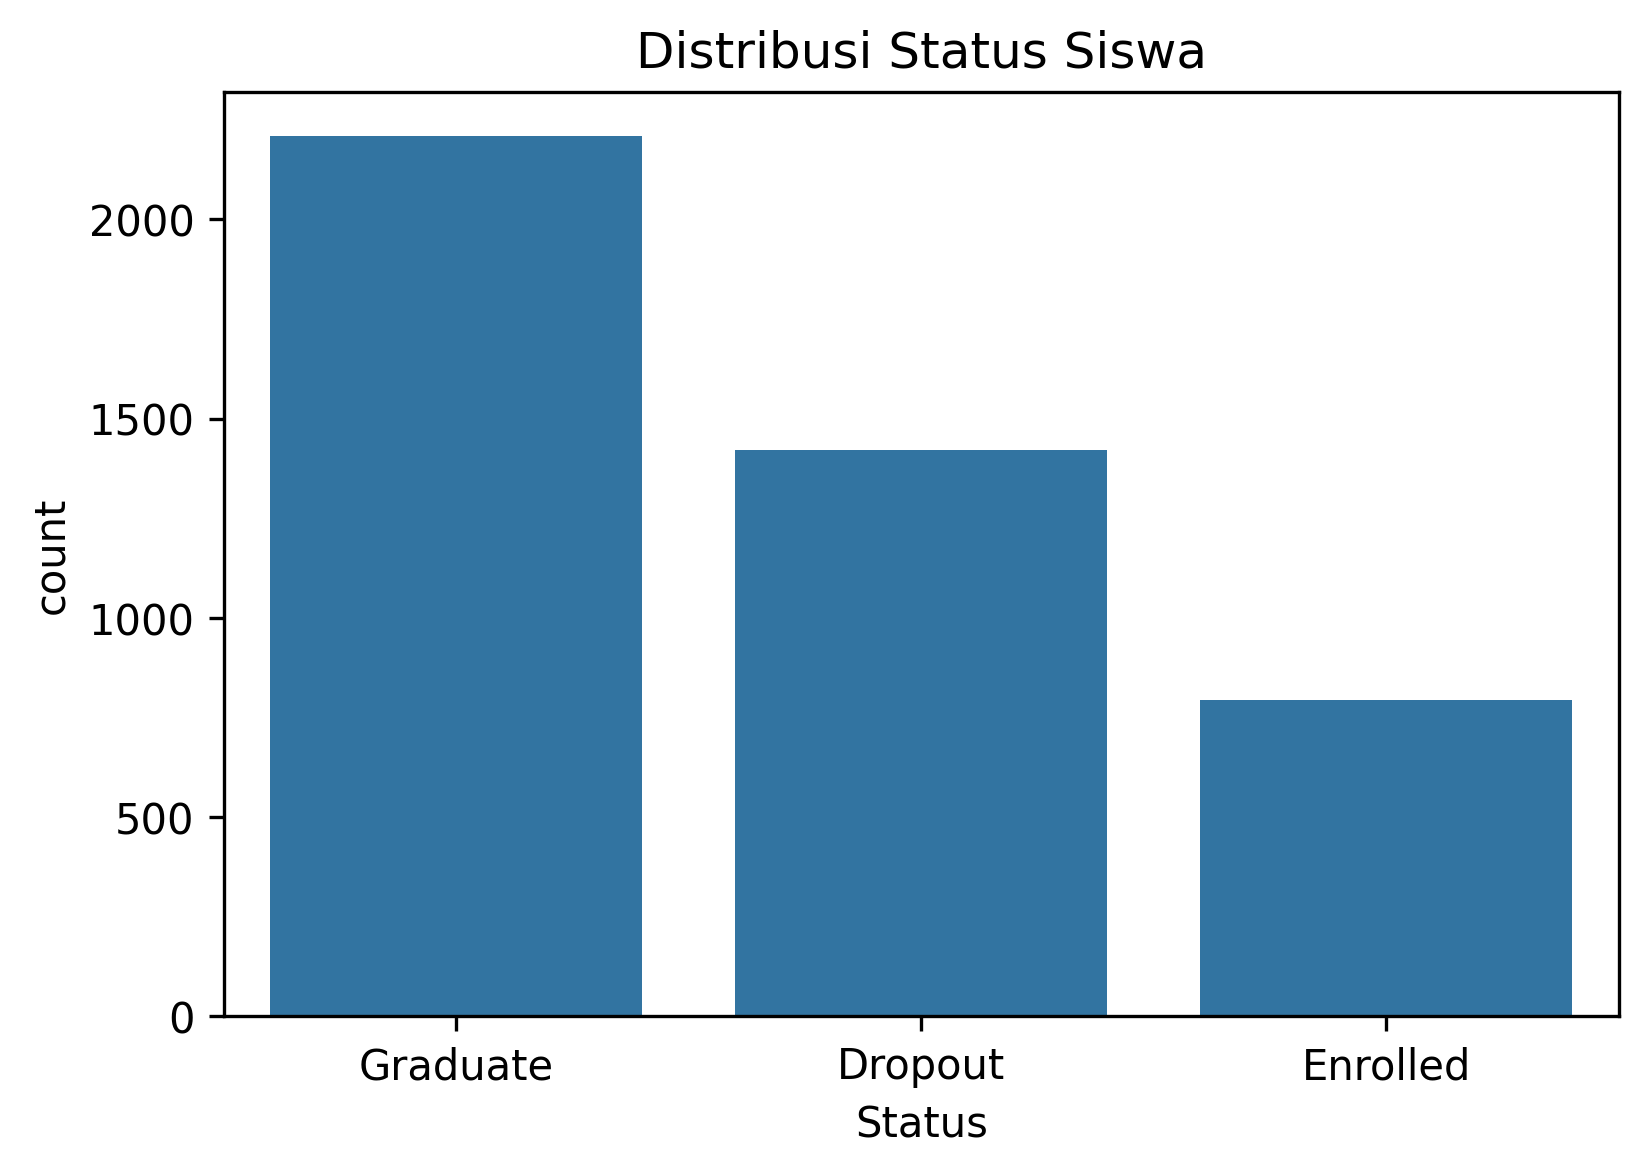 Distribusi Status Siswa
count
2000
1500
1000
500
0
Graduate
Dropout
Enrolled
Status